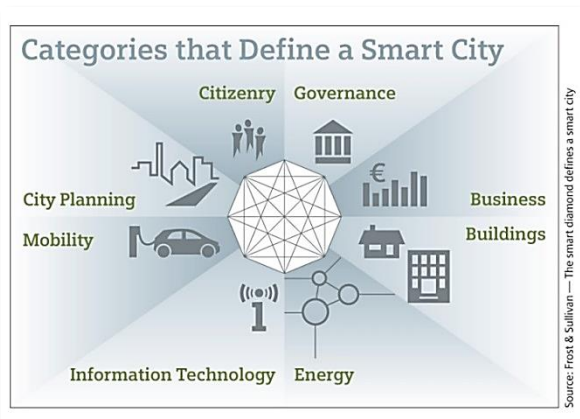 Categories that Define a Smart City
Citizenry Governance
City Planning
Business
Mobility
Buildings
Information Technology Energy
€
i
Source: Frost & Sullivan — The smart diamond defines a smart city